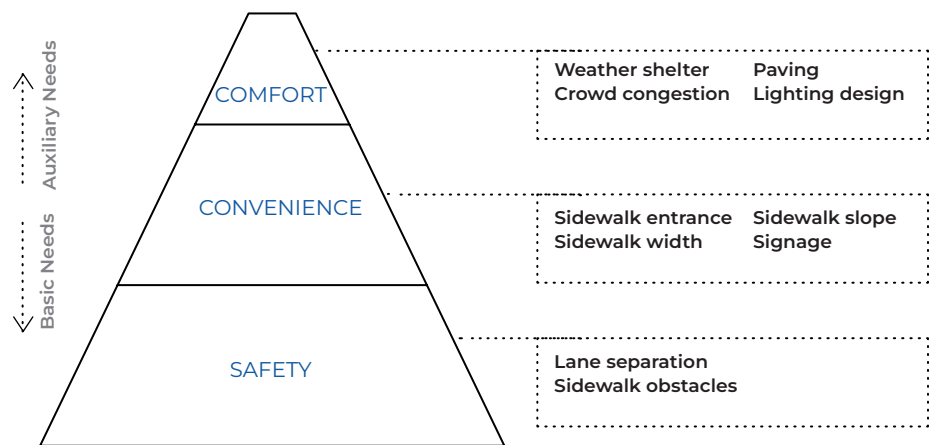 Auxiliary Needs
Basic Needs
COMFORT
Weather shelter Paving
Crowd congestion Lighting design
CONVENIENCE
Sidewalk entrance Sidewalk slope
Sidewalk width Signage
SAFETY
Lane separation
Sidewalk obstacles